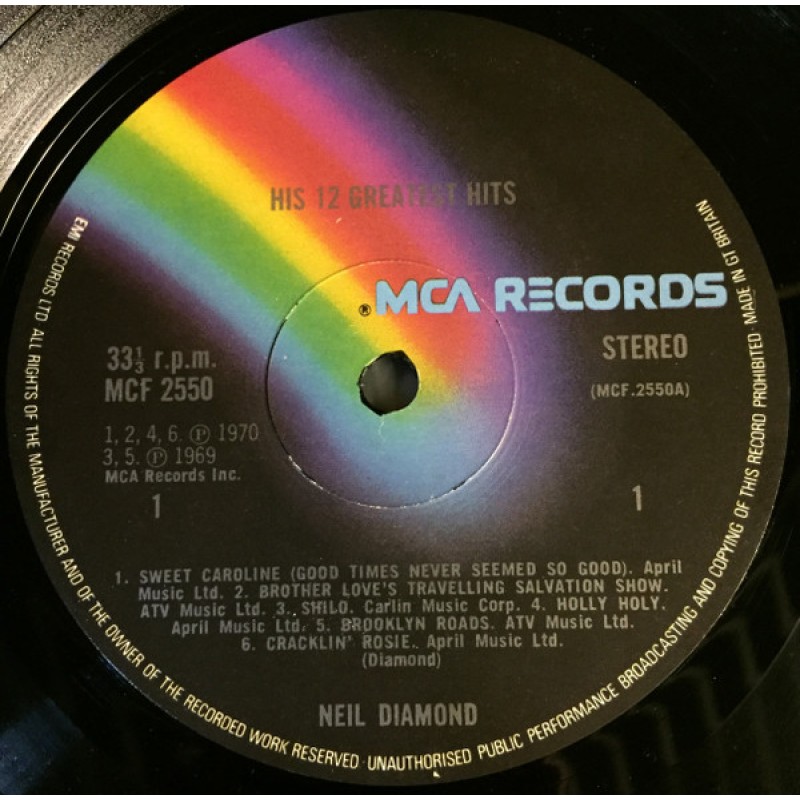 HIS 12 GREATEST HITS
® MCA RECORDS
33⅓ r.p.m.
MCF 2550
STEREO
(MCF.2550A)
1, 2, 4, 6. ℗ 1970
3, 5. ℗ 1969
MCA Records Inc.
1
1
1. SWEET CAROLINE (GOOD TIMES NEVER SEEMED SO GOOD). April
Music Ltd. 2. BROTHER LOVE'S TRAVELLING SALVATION SHOW.
ATV Music Ltd. 3. SHILO. Carlin Music Corp. 4. HOLLY HOLY.
April Music Ltd. 5. BROOKLYN ROADS. ATV Music Ltd.
6. CRACKLIN' ROSIE. April Music Ltd.
(Diamond)
NEIL DIAMOND
EMI RECORDS LTD ALL RIGHTS OF THE MANUFACTURER AND OF THE OWNER OF THE RECORDED WORK RESERVED · UNAUTHORISED PUBLIC PERFORMANCE BROADCASTING AND COPYING OF THIS RECORD PROHIBITED MADE IN GT BRITAIN